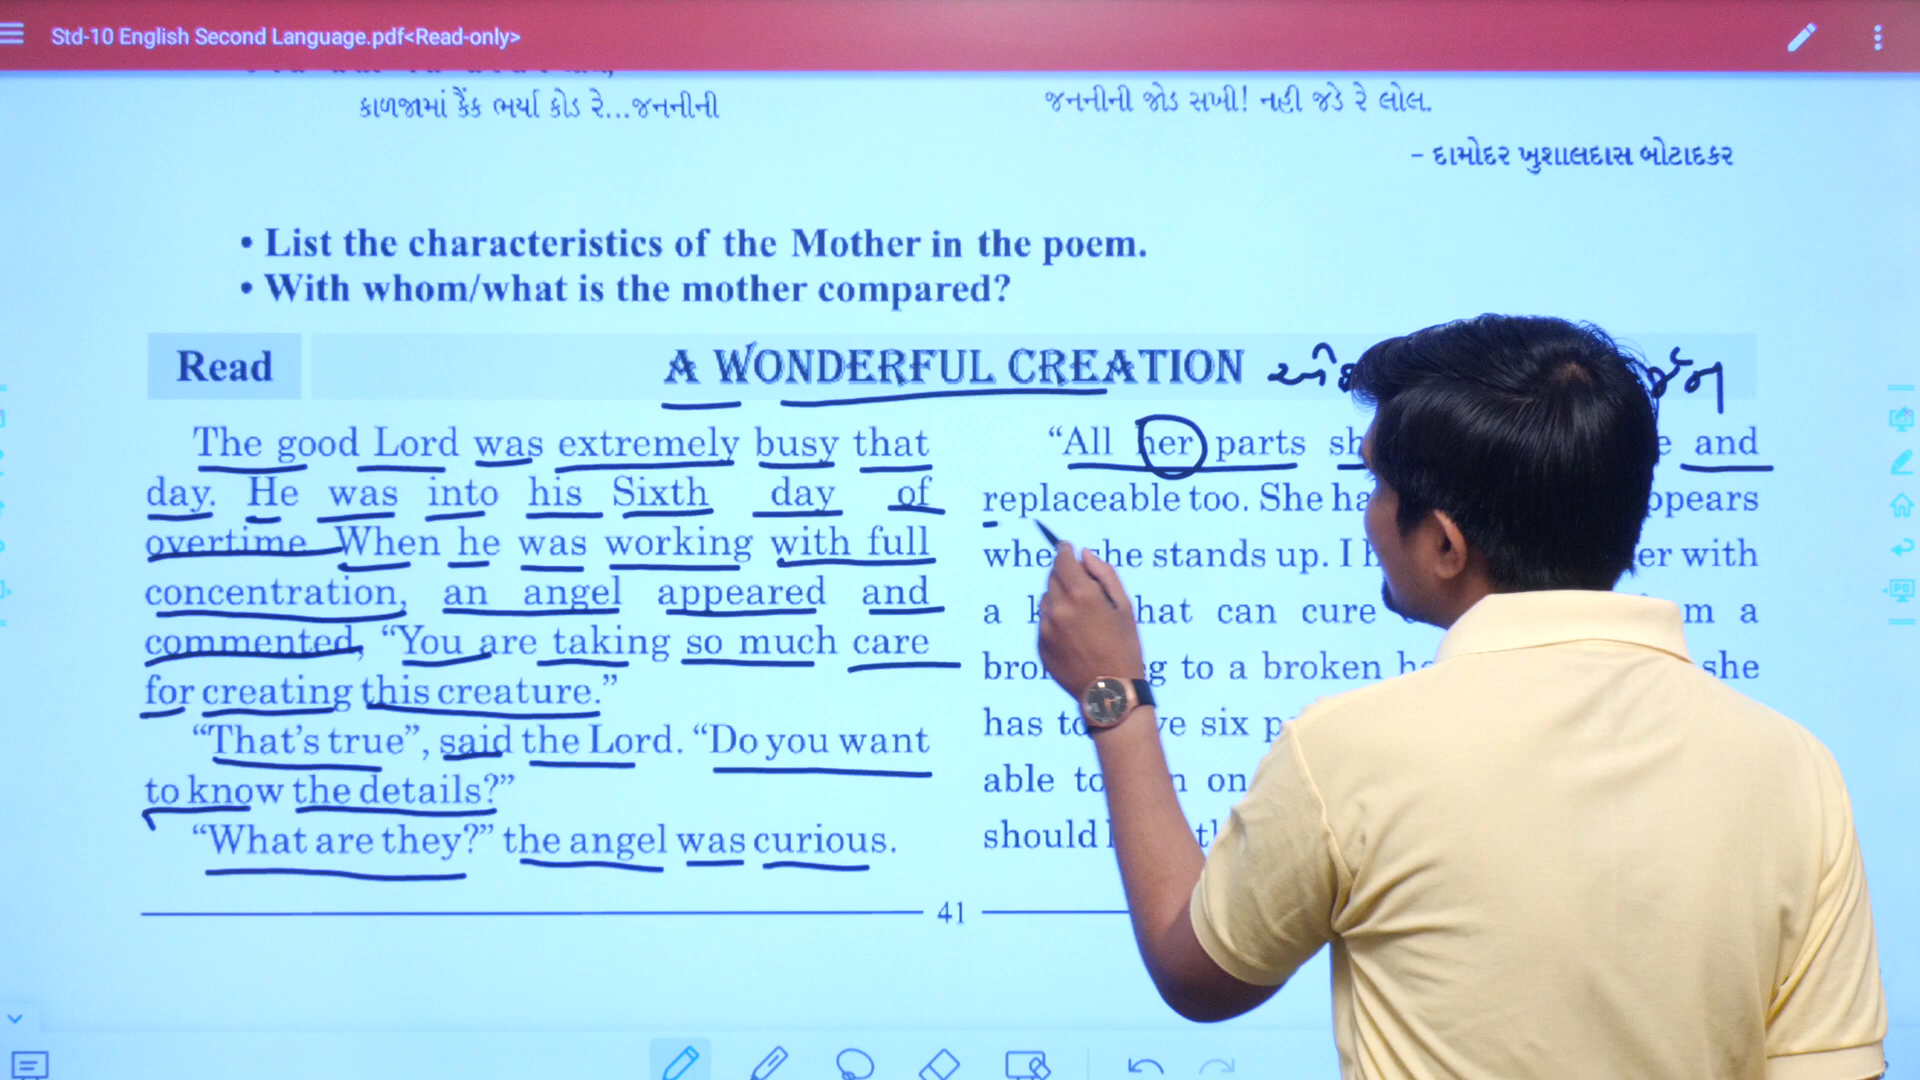 Std-10 English Second Language.pdf<Read-only>
કાળજામાં કૈંક ભર્યા કોડ રે...જનનીની
જનનીની જોડ સખી! નહી જડે રે લોલ.
– દામોદર ખુશાલદાસ બોટાદકર
• List the characteristics of the Mother in the poem.
• With whom/what is the mother compared?
Read
A WONDERFUL CREATION
The good Lord was extremely busy that
day. He was into his Sixth day of
overtime. When he was working with full
concentration, an angel appeared and
commented, “You are taking so much care
for creating this creature.”
“That’s true”, said the Lord. “Do you want
to know the details?”
“What are they?” the angel was curious.
“All her parts and
replaceable too. She
she stands up. I with
a that can cure a
to a broken she
has six
able on
should
41